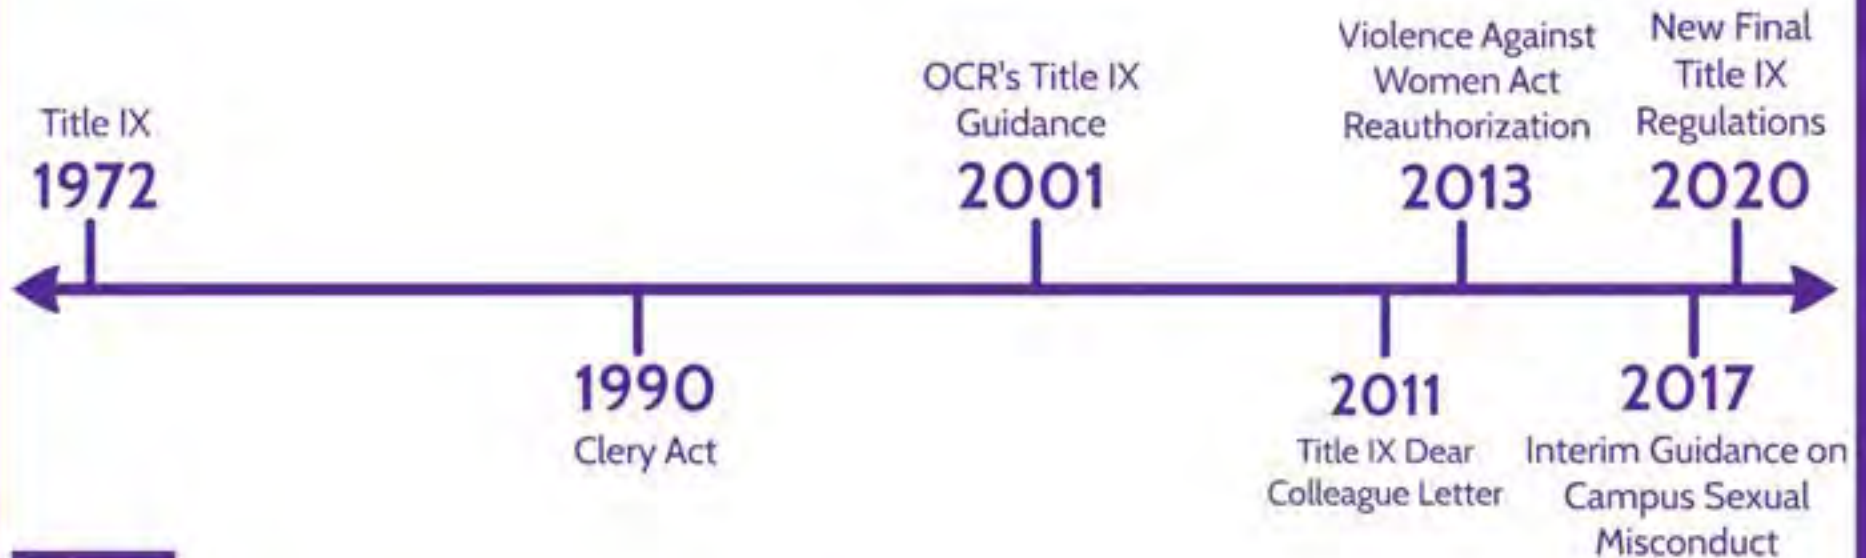 Title IX
1972
OCR's Title IX
Guidance
2001
Violence Against
Women Act
Reauthorization
2013
New Final
Title IX
Regulations
2020
1990
Clery Act
2011
Title IX Dear
Colleague Letter
2017
Interim Guidance on
Campus Sexual
Misconduct